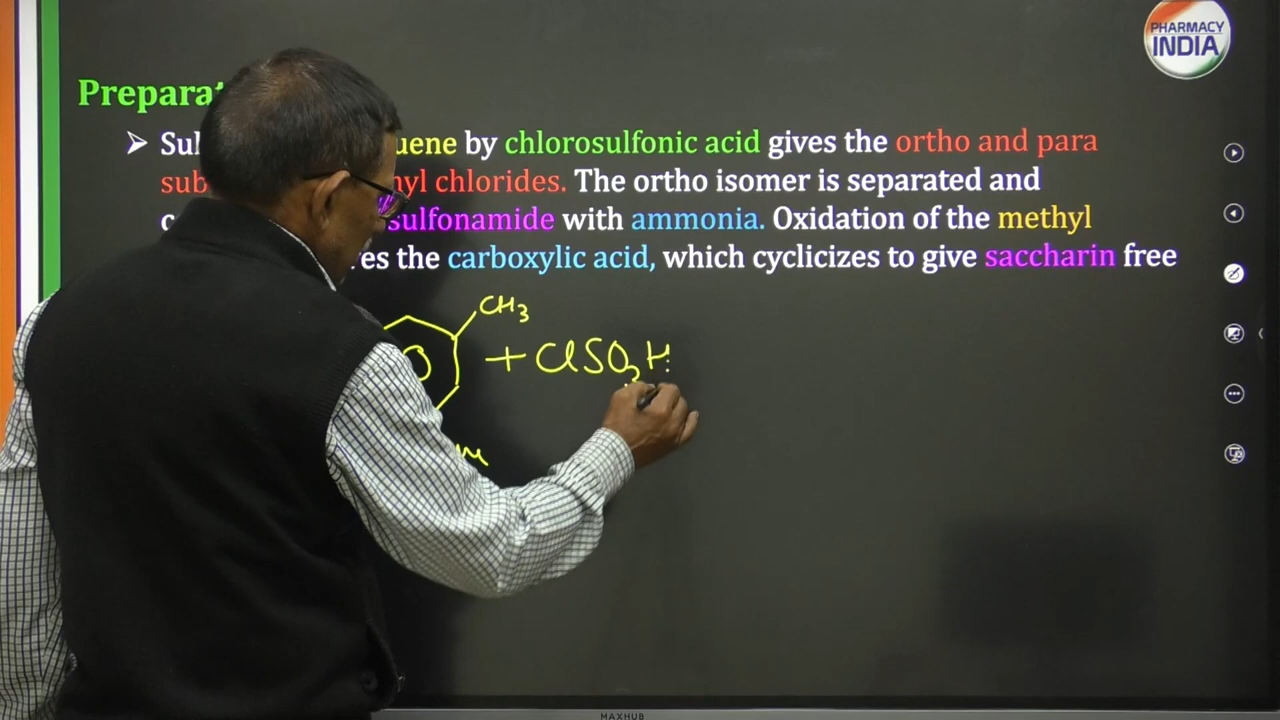 PHARMACY
INDIA
Preparat
Sul uene by chlorosulfonic acid gives the ortho and para
sub nyl chlorides. The ortho isomer is separated and
sulfonamide with ammonia. Oxidation of the methyl
es the carboxylic acid, which cyclicizes to give saccharin free
CH3
+ ClSO3H
MAXHUB